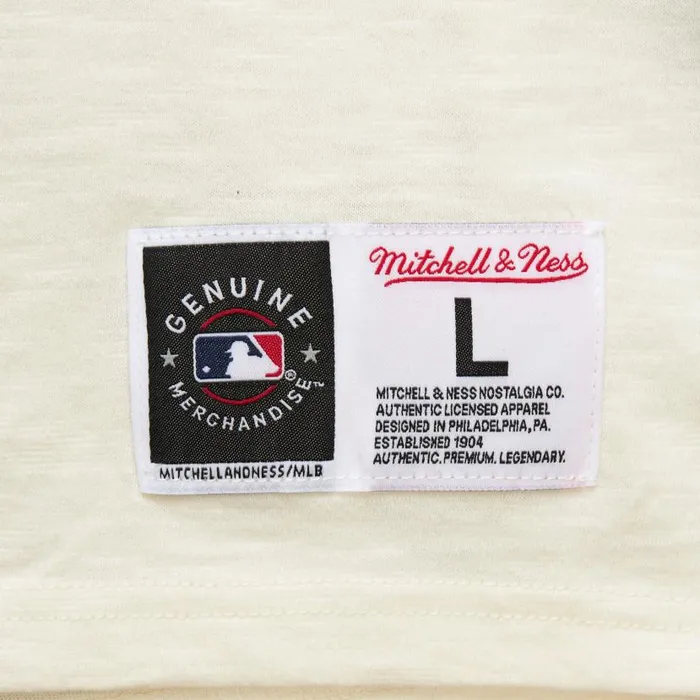 GENUINE
MERCHANDISE®™
MITCHELLANDNESS/MLB
Mitchell & Ness
L
MITCHELL & NESS NOSTALGIA CO.
AUTHENTIC LICENSED APPAREL
DESIGNED IN PHILADELPHIA, PA.
ESTABLISHED 1904
AUTHENTIC. PREMIUM. LEGENDARY.